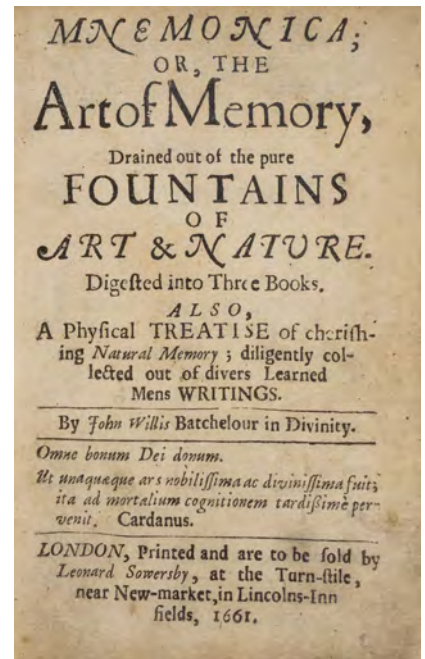 MNEMONICA;
OR, THE
Art of Memory,
Drained out of the pure
FOUNTAINS
OF
ART & NATURE.
Digeſted into Three Books.
ALSO,
A Phyſical TREATISE of cheriſh-
ing Natural Memory ; diligently col-
lected out of divers Learned
Mens WRITINGS.
By John Willis Batchelour in Divinity.
Omne bonum Dei donum.
Ut unaquæque ars nobiliſſima ac diviniſſima fuit;
ita ad mortalium cognitionem tardißimè per-
venit. Cardanus.
LONDON, Printed and are to be ſold by
Leonard Sowersby, at the Turn-ſtile,
near New-market, in Lincolns-Inn
fields, 1661.